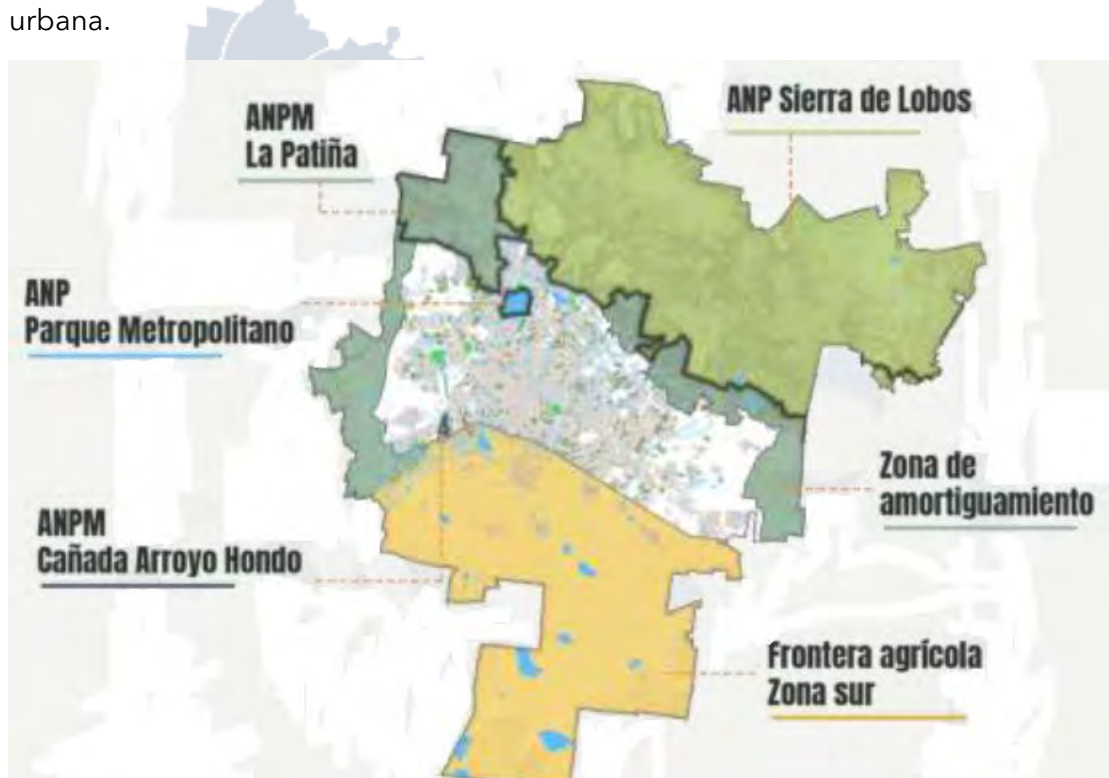 urbana.
ANPM
La Patiña
ANP Sierra de Lobos
ANP
Parque Metropolitano
Zona de
amortiguamiento
ANPM
Cañada Arroyo Hondo
Frontera agrícola
Zona sur